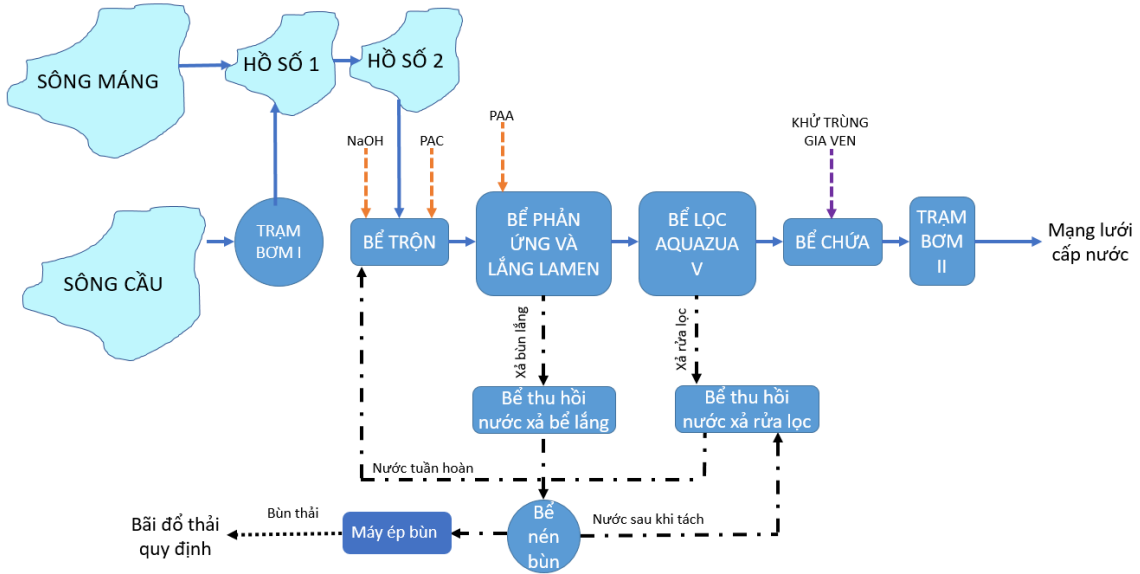 SÔNG MÁNG
HỒ SỐ 1
HỒ SỐ 2
NaOH
PAC
PAA
KHỬ TRÙNG
GIA VEN
SÔNG CẦU
TRẠM
BƠM I
BỂ TRỘN
BỂ PHẢN
ỨNG VÀ
LẮNG LAMEN
BỂ LỌC
AQUAZUA
V
BỂ CHỨA
TRẠM
BƠM
II
Mạng lưới
cấp nước
Xả bùn lắng
Xả rửa lọc
Bể thu hồi
nước xả bể lắng
Bể thu hồi
nước xả rửa lọc
Nước tuần hoàn
Bãi đổ thải
quy định
Bùn thải
Máy ép bùn
Bể
nén
bùn
Nước sau khi tách